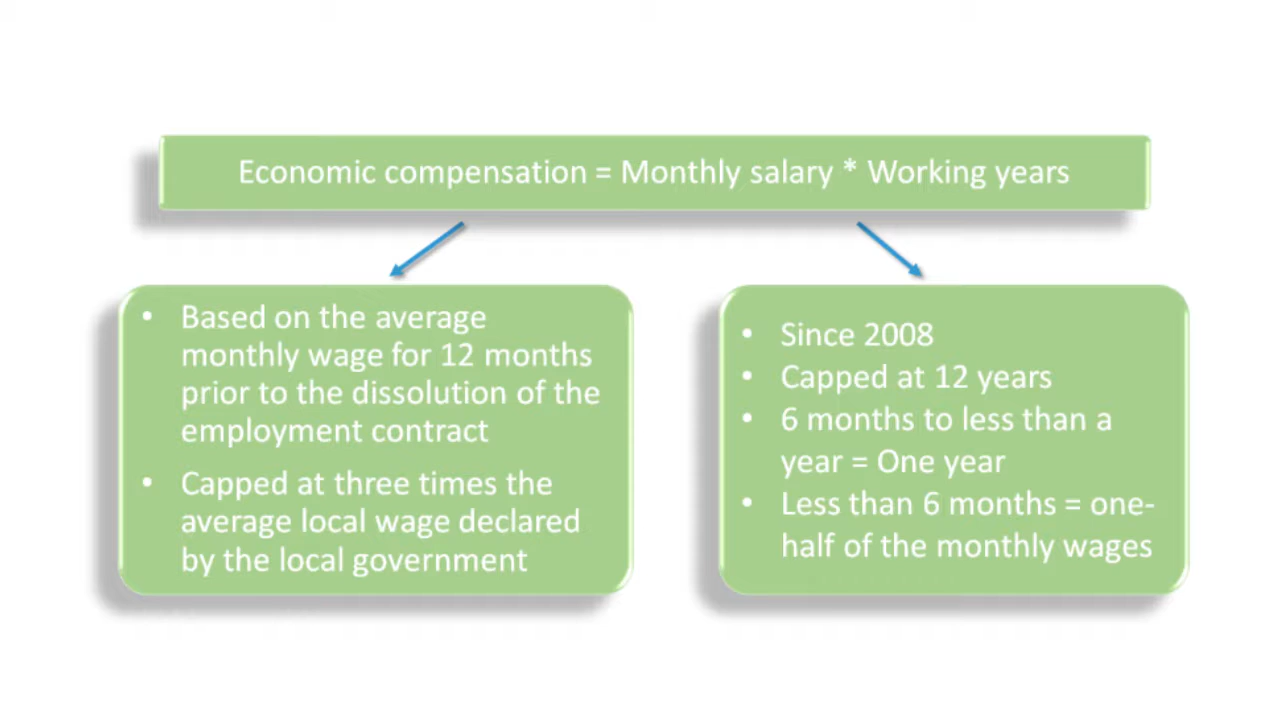 Economic compensation = Monthly salary * Working years
• Based on the average
monthly wage for 12 months
prior to the dissolution of the
employment contract
• Capped at three times the
average local wage declared
by the local government
• Since 2008
• Capped at 12 years
• 6 months to less than a
year = One year
• Less than 6 months = one-
half of the monthly wages